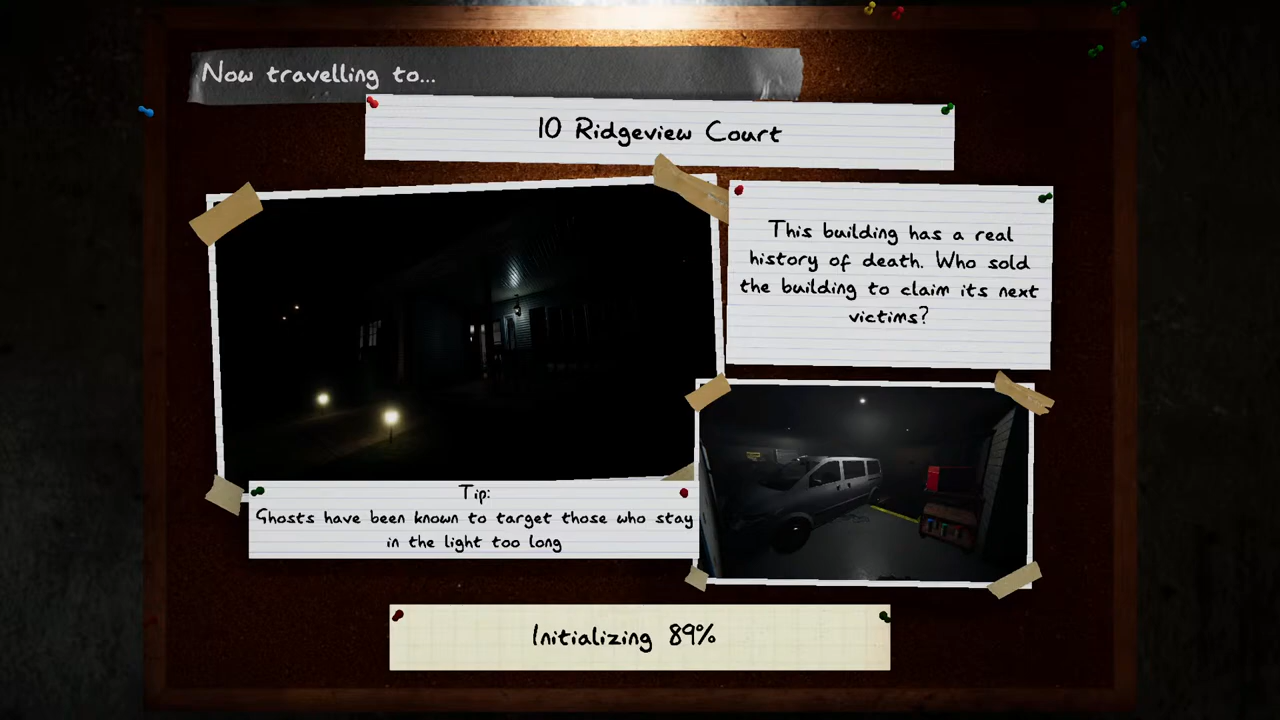 Now travelling to...
10 Ridgeview Court
This building has a real
history of death. Who sold
the building to claim its next
victims?
Tip:
Ghosts have been known to target those who stay
in the light too long
Initializing 89%